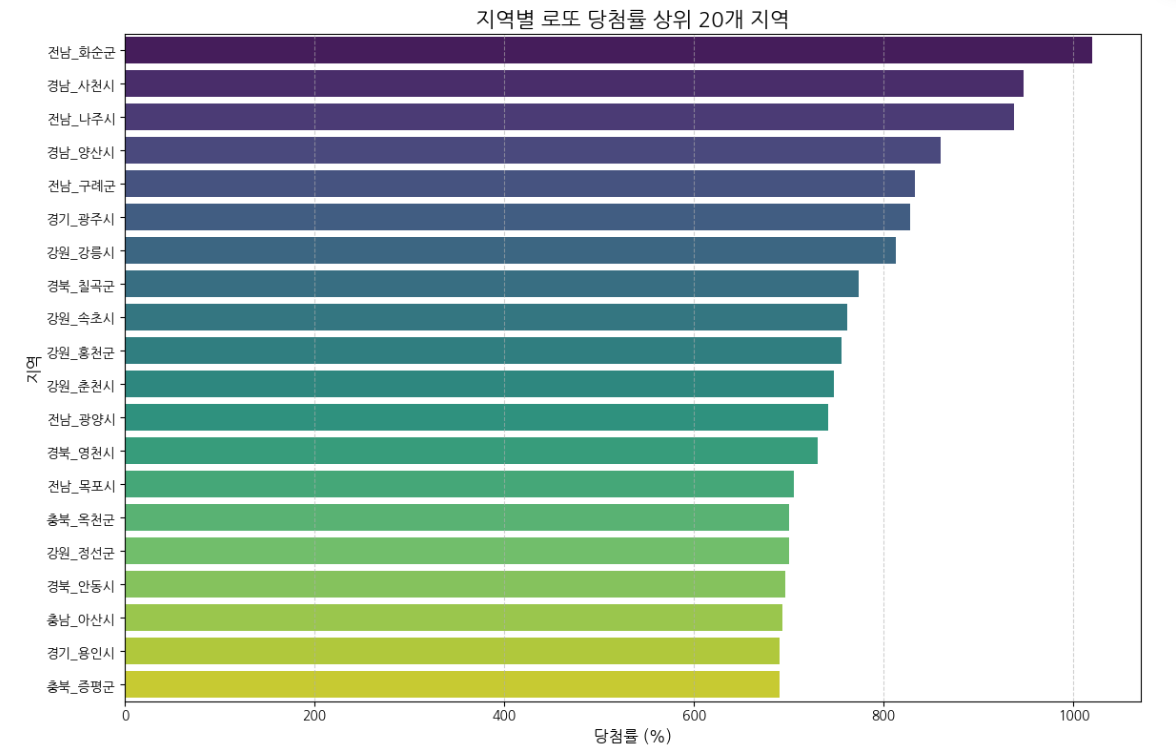 지역별 로또 당첨률 상위 20개 지역
지역
전남_화순군
경남_사천시
전남_나주시
경남_양산시
전남_구례군
경기_광주시
강원_강릉시
경북_칠곡군
강원_속초시
강원_홍천군
강원_춘천시
전남_광양시
경북_영천시
전남_목포시
충북_옥천군
강원_정선군
경북_안동시
충남_아산시
경기_용인시
충북_증평군
0 200 400 600 800 1000
당첨률 (%)